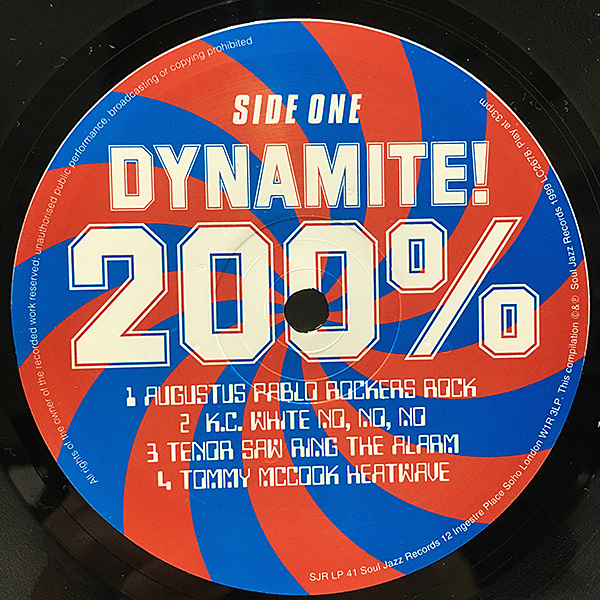 SIDE ONE
DYNAMITE!
200%
1 AUGUSTUS PABLO ROCKERS ROCK
2 K.C. WHITE NO, NO, NO
3 TENOR SAW RING THE ALARM
4 TOMMY MCCOOK HEATWAVE
All rights of the owner of the recorded work reserved; unauthorised public performance, broadcasting or copying prohibited
SJR LP 41 Soul Jazz Records 12 Ingestre Place Soho London W1R 3LP. This compilation © & ℗ Soul Jazz Records 1999 LC2678 Play at 33rpm